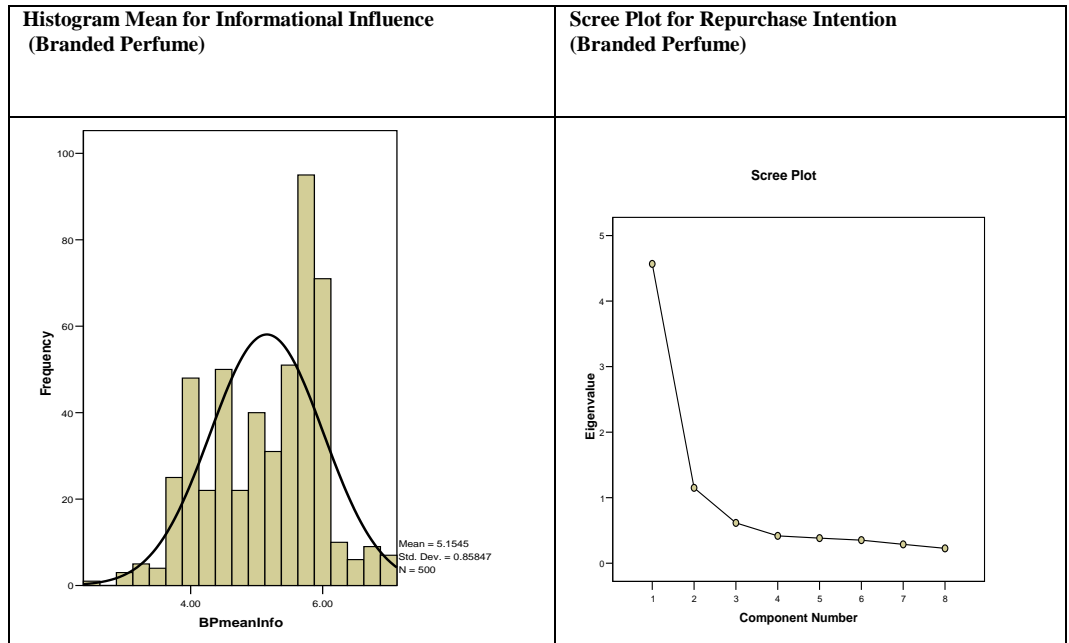 Histogram Mean for Informational Influence
(Branded Perfume)
Scree Plot for Repurchase Intention
(Branded Perfume)
100
80
60
40
20
0
Frequency
4.00 6.00
BPmeanInfo
Mean = 5.1545
Std. Dev. = 0.85847
N = 500
Scree Plot
5
4
3
2
1
0
Eigenvalue
1 2 3 4 5 6 7 8
Component Number